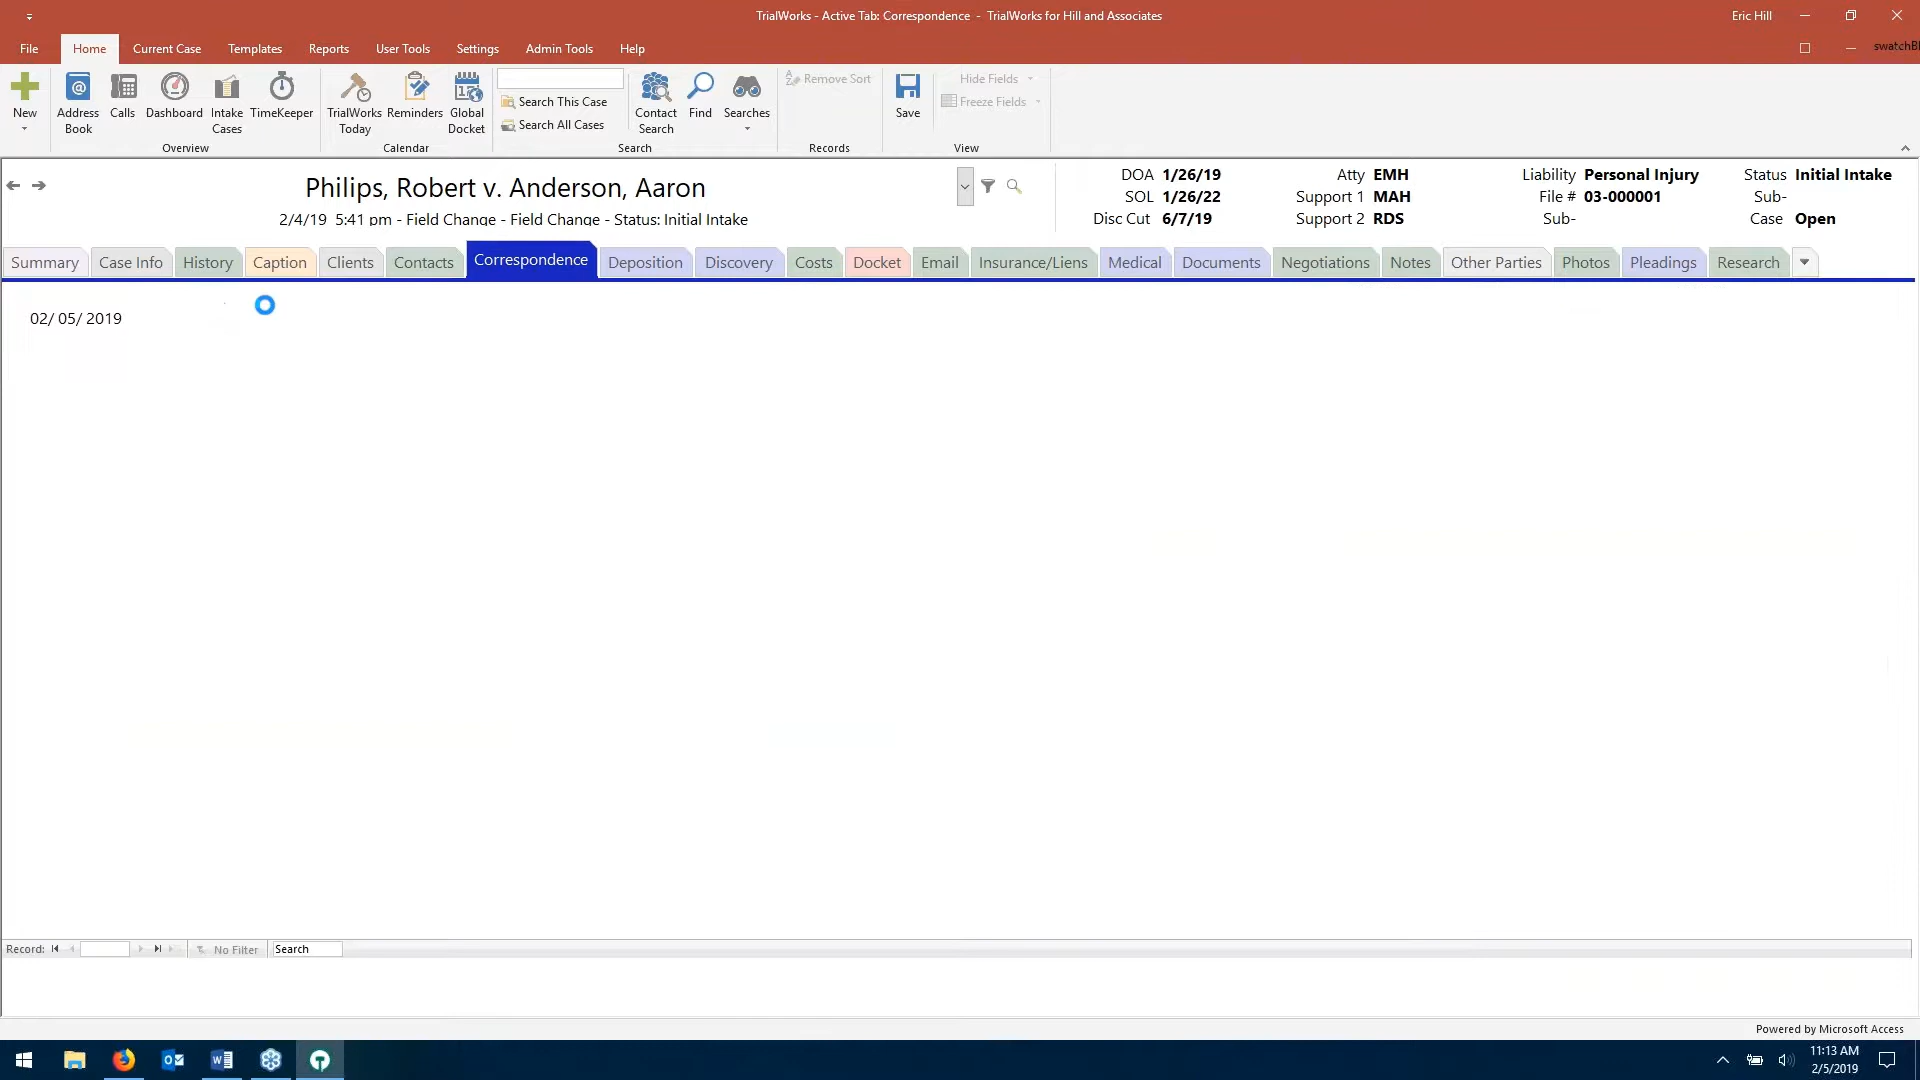 TrialWorks - Active Tab: Correspondence - TrialWorks for Hill and Associates
Eric Hill
File Home Current Case Templates Reports User Tools Settings Admin Tools Help
swatchBl
New
Address Book
Calls
Dashboard
Intake Cases
TimeKeeper
Overview
TrialWorks Today
Reminders
Global Docket
Calendar
Search This Case
Search All Cases
Contact Search
Find
Searches
Search
Remove Sort
Records
Save
Hide Fields
Freeze Fields
View
Philips, Robert v. Anderson, Aaron
2/4/19 5:41 pm - Field Change - Field Change - Status: Initial Intake
DOA 1/26/19
SOL 1/26/22
Disc Cut 6/7/19
Atty EMH
Support 1 MAH
Support 2 RDS
Liability Personal Injury
File # 03-000001
Sub-
Status Initial Intake
Sub-
Case Open
Summary Case Info History Caption Clients Contacts Correspondence Deposition Discovery Costs Docket Email Insurance/Liens Medical Documents Negotiations Notes Other Parties Photos Pleadings Research
02/ 05/ 2019
Record: No Filter Search
Powered by Microsoft Access
11:13 AM
2/5/2019